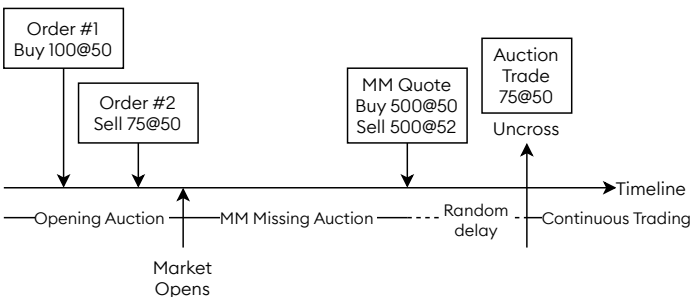 Order #1
Buy 100@50
Order #2
Sell 75@50
MM Quote
Buy 500@50
Sell 500@52
Auction
Trade
75@50
Uncross
Timeline
Opening Auction
MM Missing Auction
Random
delay
Continuous Trading
Market
Opens